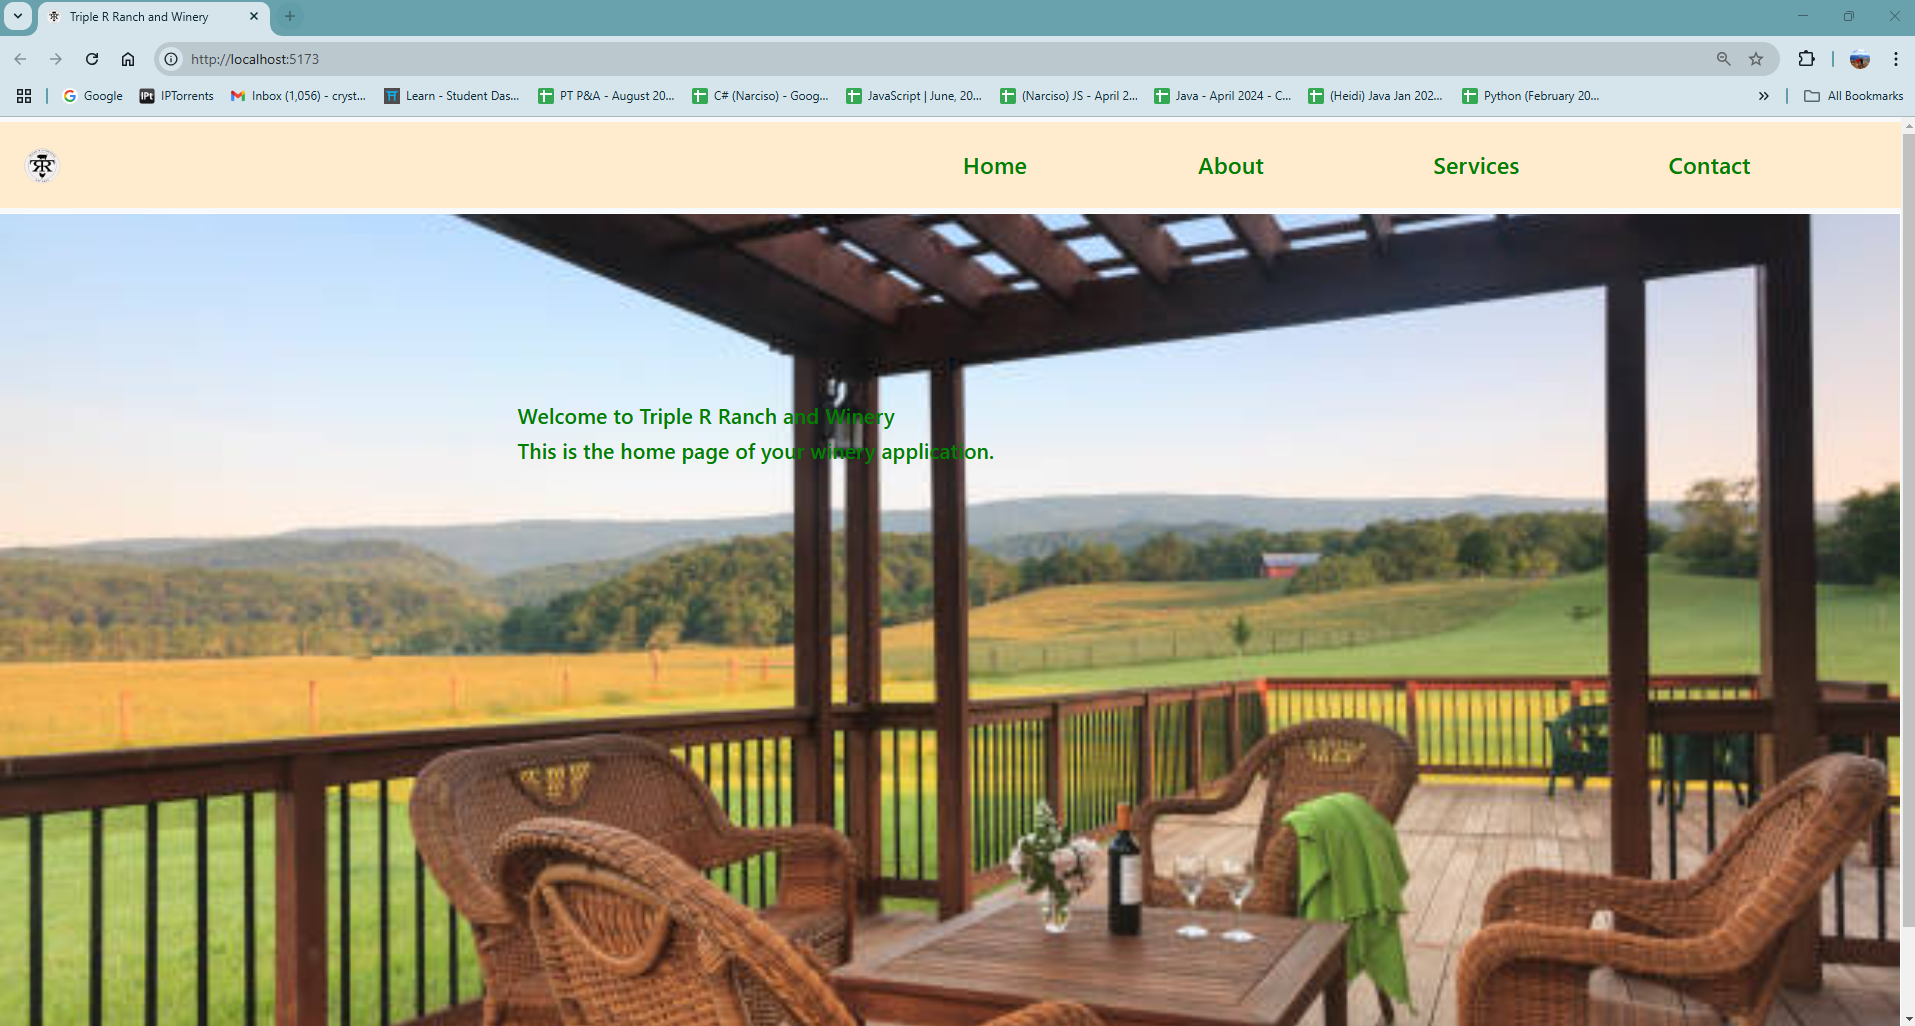 Triple R Ranch and Winery
http://localhost:5173
Google
IPTorrents
Inbox (1,056) - cryst...
Learn - Student Das...
PT P&A - August 20...
C# (Narciso) - Goog...
JavaScript | June, 20...
(Narciso) JS - April 2...
Java - April 2024 - C...
(Heidi) Java Jan 202...
Python (February 20...
All Bookmarks
Home
About
Services
Contact
Welcome to Triple R Ranch and Winery
This is the home page of your winery application.